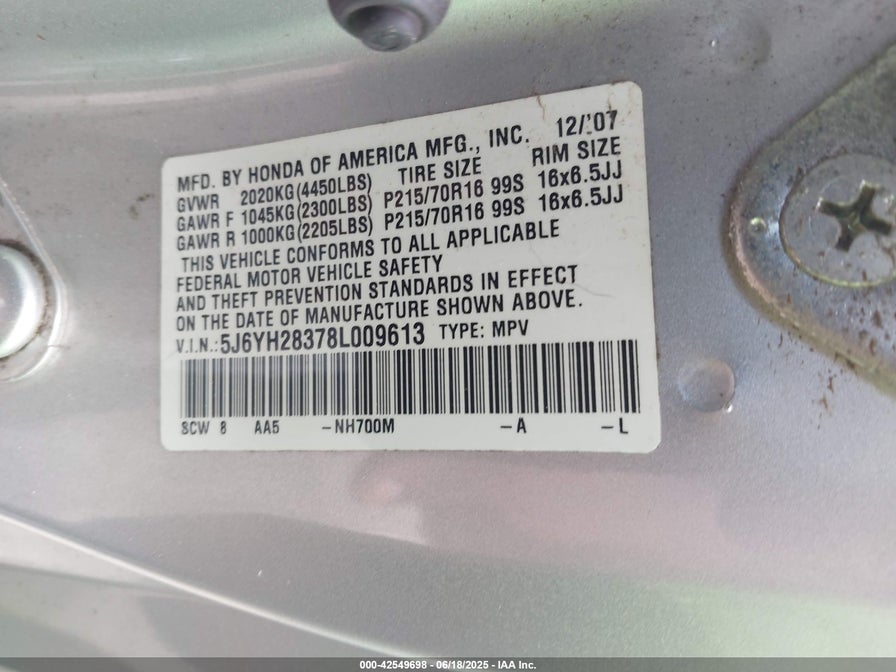 MFD. BY HONDA OF AMERICA MFG., INC. 12/'07
GVWR 2020KG(4450LBS) TIRE SIZE RIM SIZE
GAWR F 1045KG(2300LBS) P215/70R16 99S 16x6.5JJ
GAWR R 1000KG(2205LBS) P215/70R16 99S 16x6.5JJ
THIS VEHICLE CONFORMS TO ALL APPLICABLE
FEDERAL MOTOR VEHICLE SAFETY
AND THEFT PREVENTION STANDARDS IN EFFECT
ON THE DATE OF MANUFACTURE SHOWN ABOVE.
V.I.N.:5J6YH28378L009613 TYPE: MPV
SCW 8 AA5 -NH700M -A -L
000-42549698 - 06/18/2025 - IAA Inc.